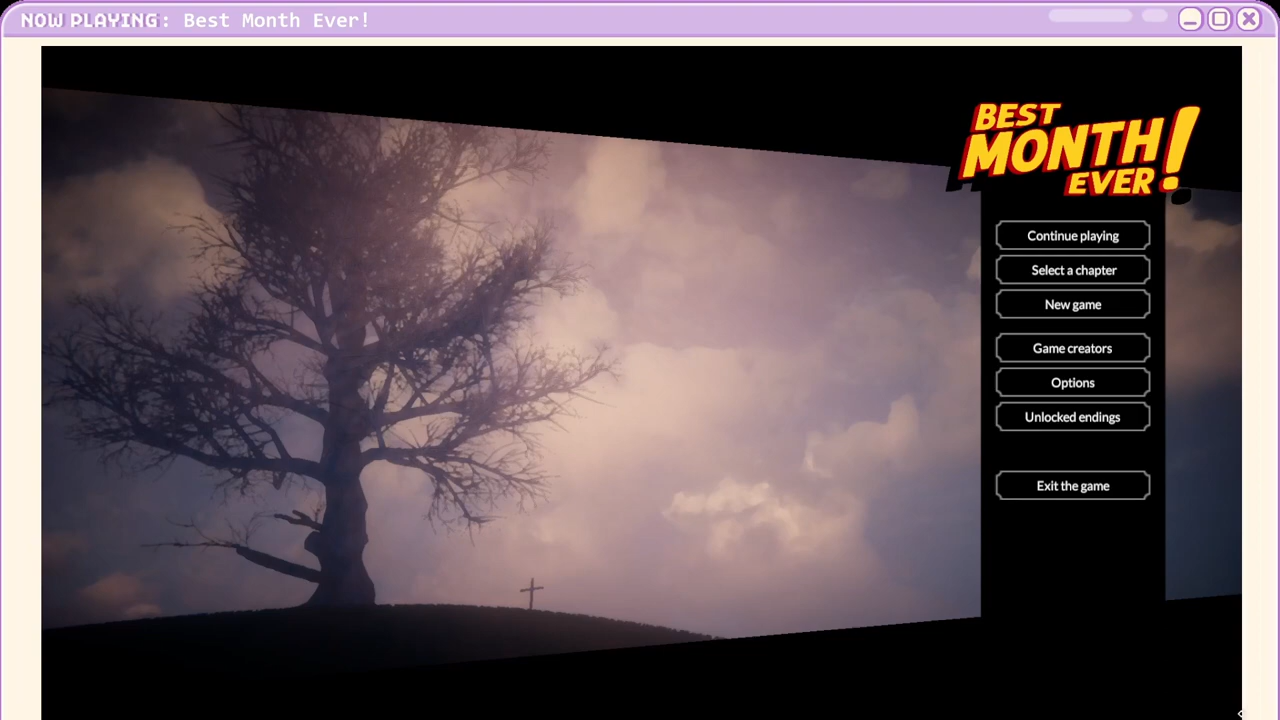 NOW PLAYING: Best Month Ever!
BEST
MONTH!
EVER
Continue playing
Select a chapter
New game
Game creators
Options
Unlocked endings
Exit the game